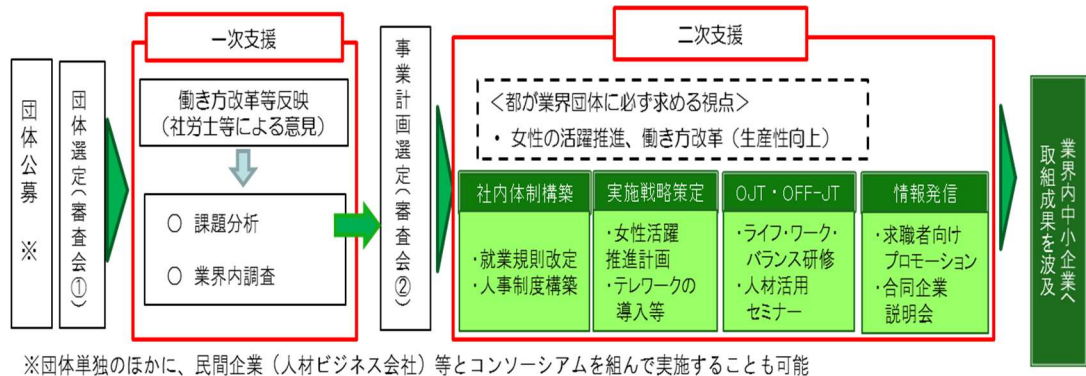 団体公募 ※
団体選定（審査会①）
一次支援
働き方改革等反映
（社労士等による意見）
○ 課題分析
○ 業界内調査
事業計画選定（審査会②）
二次支援
＜都が業界団体に必ず求める視点＞
・ 女性の活躍推進、働き方改革（生産性向上）
社内体制構築
・就業規則改定
・人事制度構築
実施戦略策定
・女性活躍
推進計画
・テレワークの
導入等
OJT・OFF-JT
・ライフ・ワーク・
バランス研修
・人材活用
セミナー
情報発信
・求職者向け
プロモーション
・合同企業
説明会
業界内中小企業へ
取組成果を波及
※団体単独のほかに、民間企業（人材ビジネス会社）等とコンソーシアムを組んで実施することも可能